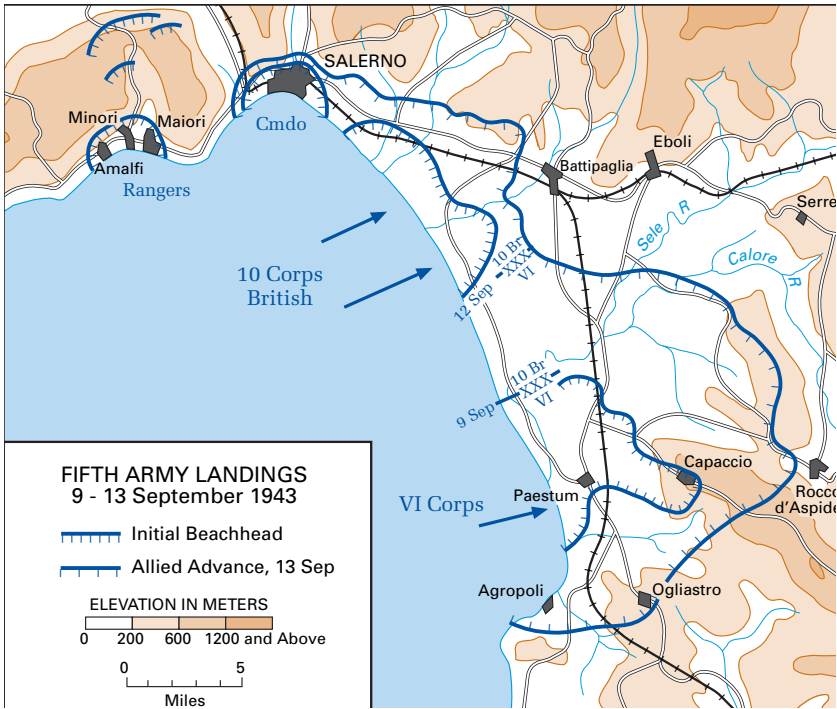 SALERNO
Minori
Maiori
Cmdo
Amalfi
Rangers
Eboli
Battipaglia
Serre
Sele R
Calore R
10 Corps
British
10 Br
XXX
VI
12 Sep
10 Br
XXX
VI
9 Sep
Capaccio
Paestum
Rocco
d'Aspide
VI Corps
Agropoli
Ogliastro
FIFTH ARMY LANDINGS
9 - 13 September 1943
Initial Beachhead
Allied Advance, 13 Sep
ELEVATION IN METERS
0 200 600 1200 and Above
0 5
Miles